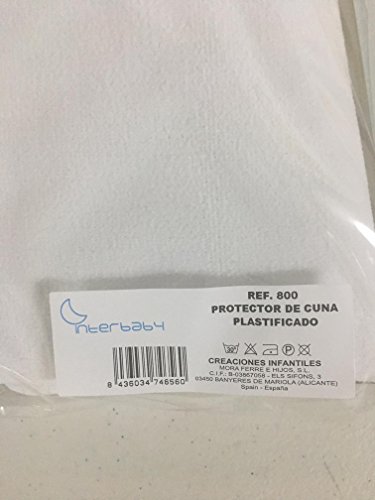 interbaby
REF. 800
PROTECTOR DE CUNA
PLASTIFICADO
CREACIONES INFANTILES
MORA FERRE E HIJOS, S.L.
C.I.F.: B-03867058 - ELS SIFONS, 3
03450 BANYERES DE MARIOLA (ALICANTE)
Spain - España
8 436034 746560